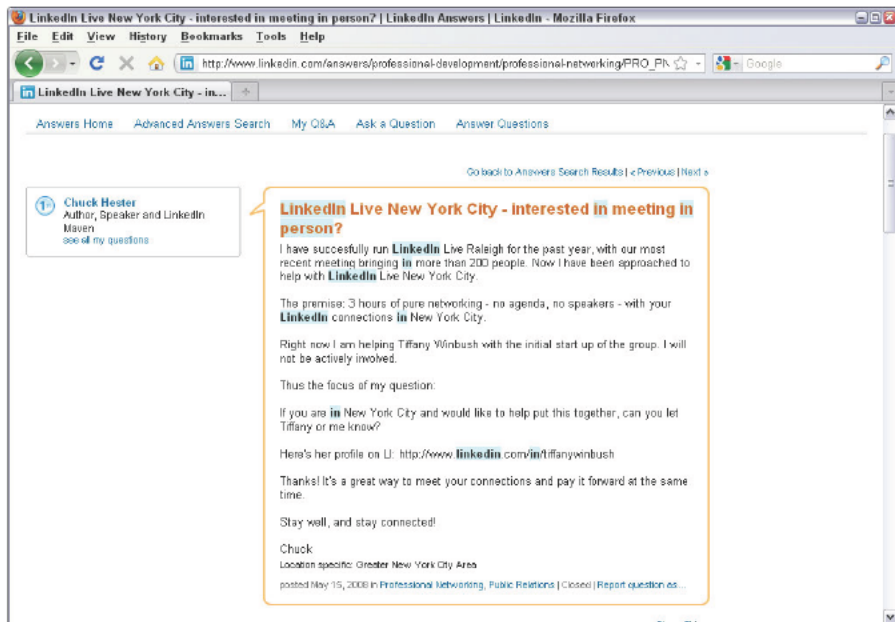 LinkedIn Live New York City - interested in meeting in person? | LinkedIn Answers | LinkedIn - Mozilla Firefox
File Edit View History Bookmarks Tools Help
http://www.linkedin.com/answers/professional-development/professional-networking/PRO_PN
Google
LinkedIn Live New York City - in...
Answers Home Advanced Answers Search My Q&A Ask a Question Answer Questions
Go back to Answers Search Results | < Previous | Next »
1st
Chuck Hester
Author, Speaker and LinkedIn
Maven
see all my questions
LinkedIn Live New York City - interested in meeting in
person?
I have succesfully run LinkedIn Live Raleigh for the past year, with our most
recent meeting bringing in more than 200 people. Now I have been approached to
help with LinkedIn Live New York City.
The premise: 3 hours of pure networking - no agenda, no speakers - with your
LinkedIn connections in New York City.
Right now I am helping Tiffany Winbush with the initial start up of the group. I will
not be actively involved.
Thus the focus of my question:
If you are in New York City and would like to help put this together, can you let
Tiffany or me know?
Here's her profile on LI: http://www.linkedin.com/in/tiffanywinbush
Thanks! It's a great way to meet your connections and pay it forward at the same
time.
Stay well, and stay connected!
Chuck
Location specific: Greater New York City Area
posted May 15, 2008 in Professional Networking, Public Relations | Closed | Report question as...